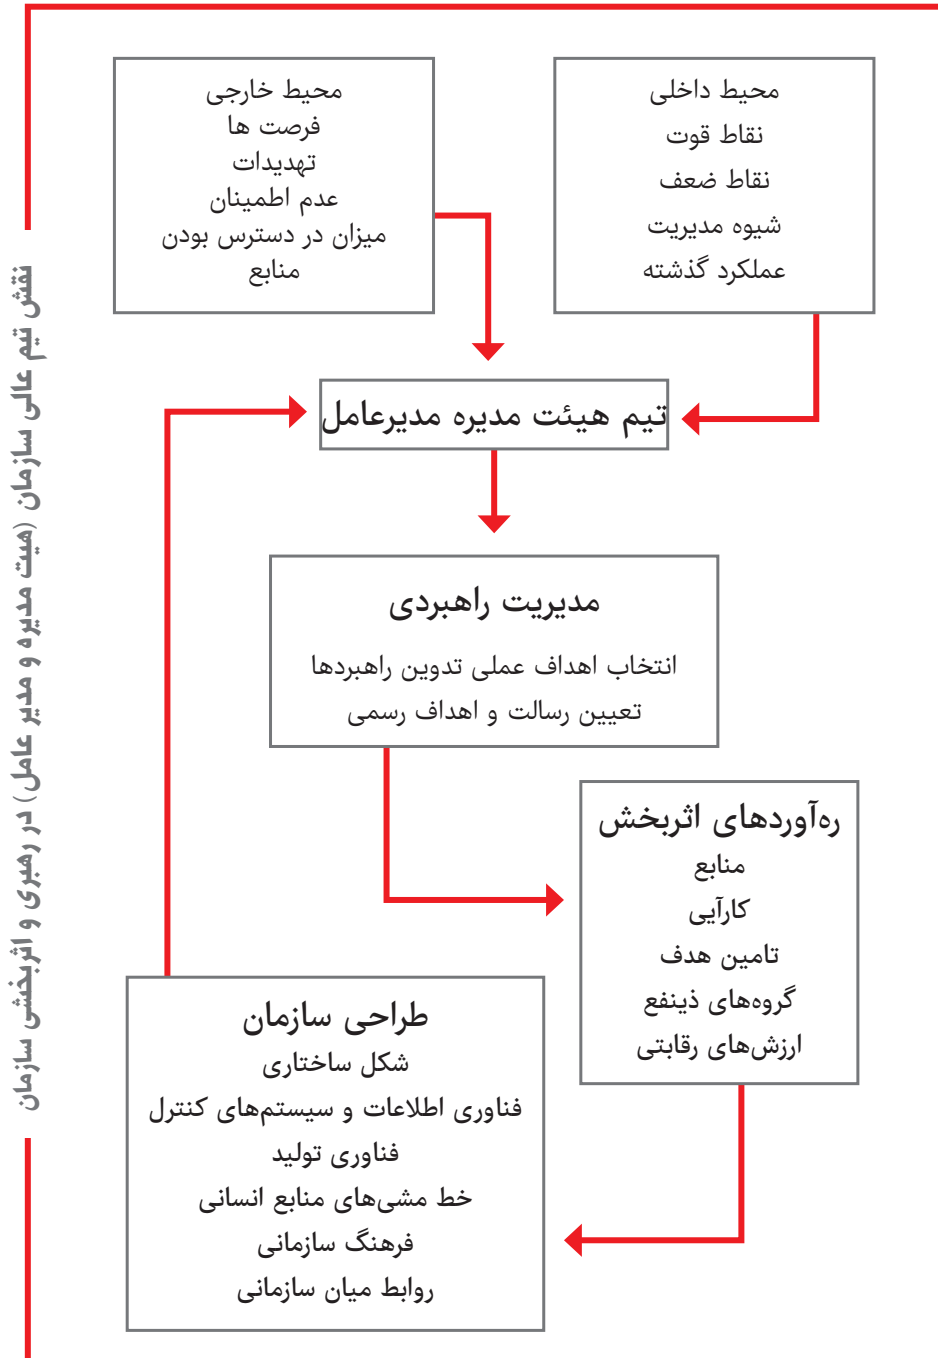 نقش تیم عالی سازمان (هیت مدیره و مدیر عامل) در رهبری و اثربخشی سازمان
محیط داخلی
نقاط قوت
نقاط ضعف
شیوه مدیریت
عملکرد گذشته
محیط خارجی
فرصت ها
تهدیدات
عدم اطمینان
میزان در دسترس بودن
منابع
تیم هیئت مدیره مدیرعامل
مدیریت راهبردی
انتخاب اهداف عملی تدوین راهبردها
تعیین رسالت و اهداف رسمی
ره‌آوردهای اثربخش
منابع
کارآیی
تامین هدف
گروه‌های ذینفع
ارزش‌های رقابتی
طراحی سازمان
شکل ساختاری
فناوری اطلاعات و سیستم‌های کنترل
فناوری تولید
خط مشی‌های منابع انسانی
فرهنگ سازمانی
روابط میان سازمانی